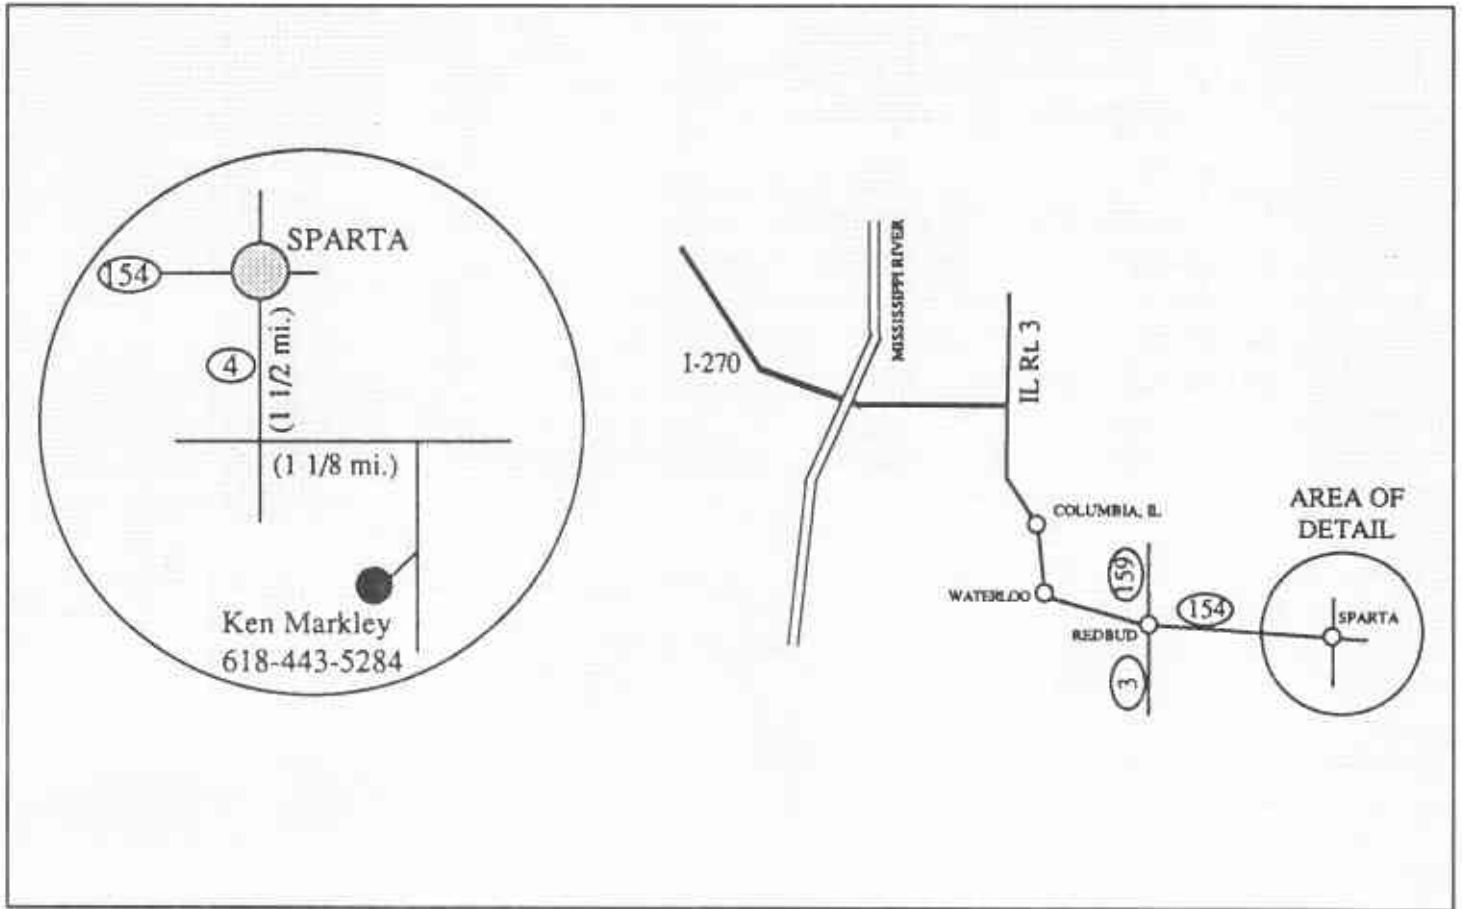 SPARTA
154
4
(1 1/2 mi.)
(1 1/8 mi.)
Ken Markley
618-443-5284
I-270
MISSISSIPPI RIVER
IL Rt. 3
COLUMBIA, IL
WATERLOO
159
REDBUD
3
154
AREA OF
DETAIL
SPARTA